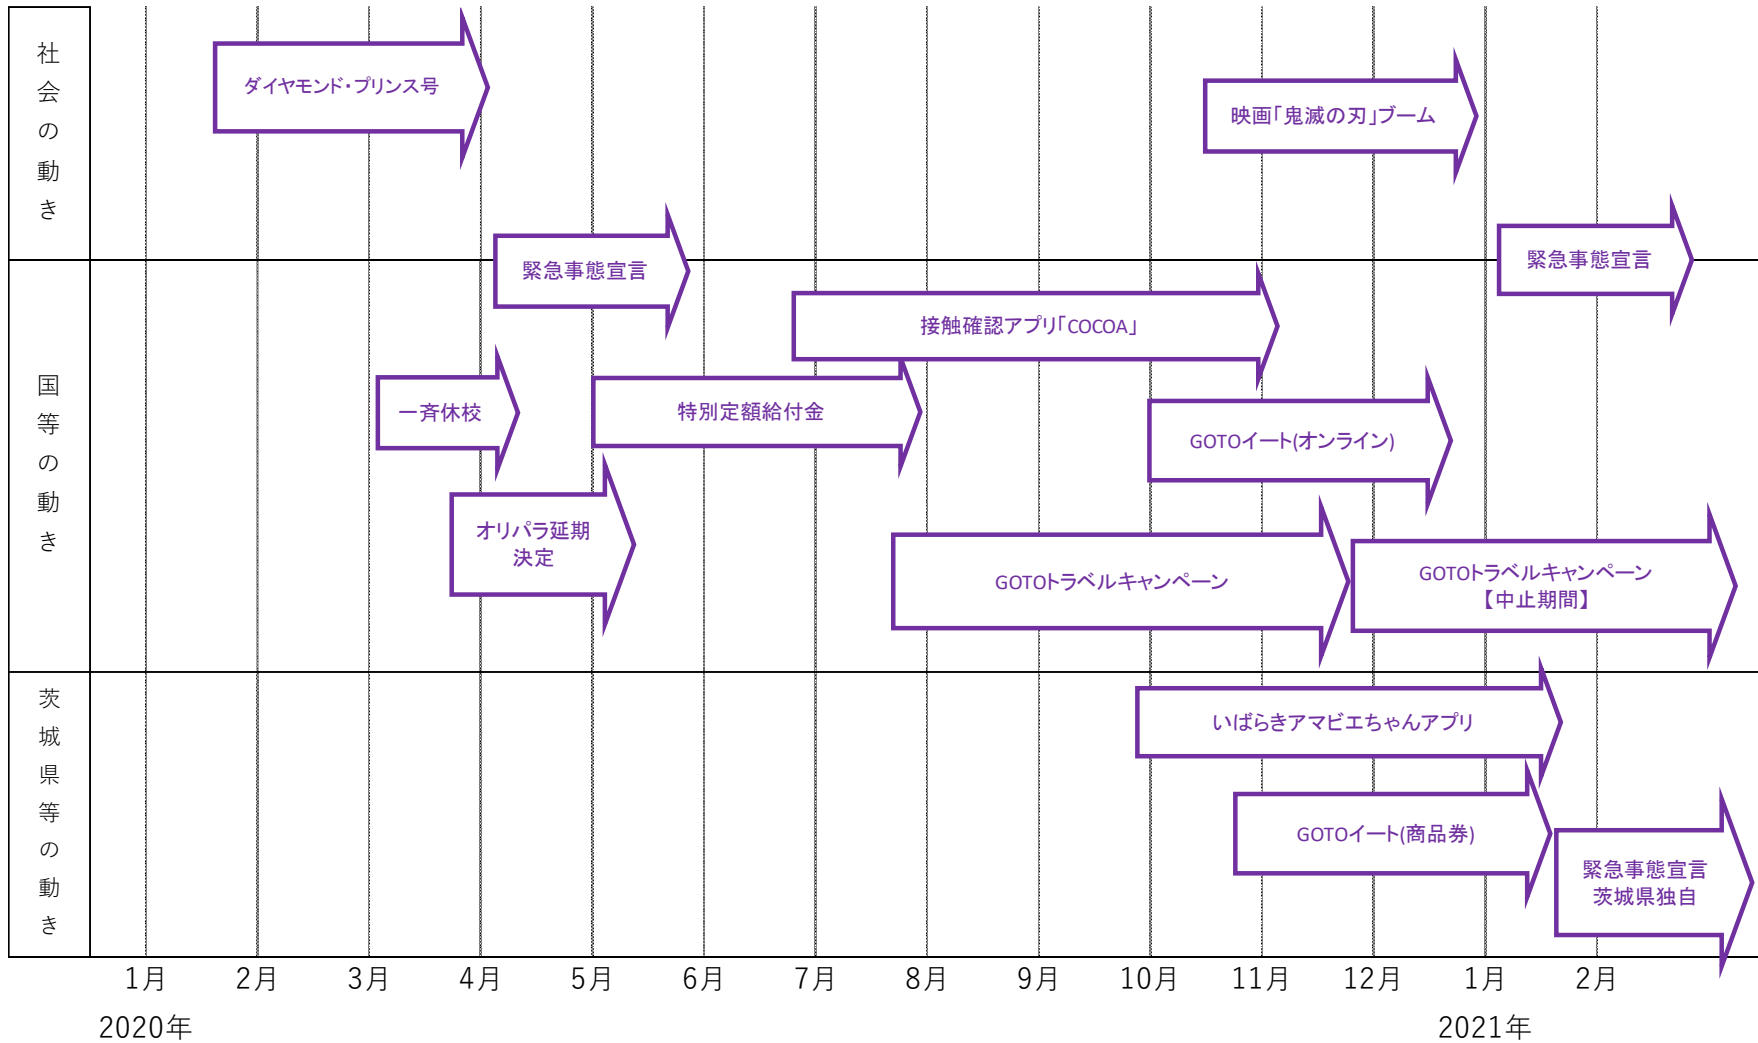 社会の動き
ダイヤモンド・プリンス号
映画「鬼滅の刃」ブーム
緊急事態宣言
緊急事態宣言
国等の動き
接触確認アプリ「COCOA」
一斉休校
特別定額給付金
GOTOイート(オンライン)
オリパラ延期
決定
GOTOトラベルキャンペーン
GOTOトラベルキャンペーン
【中止期間】
茨城県等の動き
いばらきアマビエちゃんアプリ
GOTOイート(商品券)
緊急事態宣言
茨城県独自
1月 2月 3月 4月 5月 6月 7月 8月 9月 10月 11月 12月 1月 2月
2020年 2021年